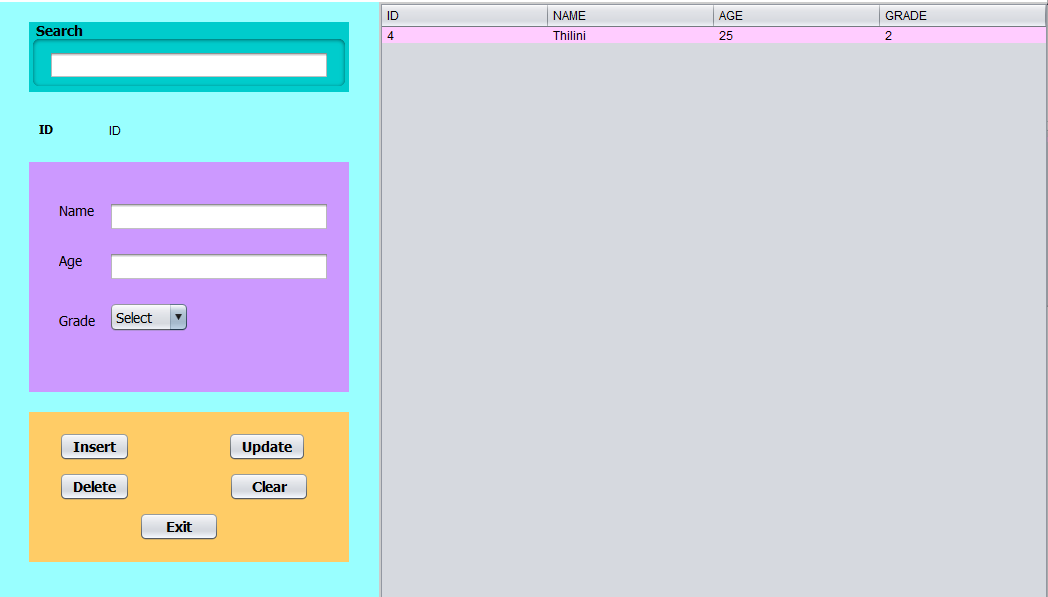 Search
ID ID
Name
Age
Grade Select
Insert Update
Delete Clear
Exit
ID NAME AGE GRADE
4 Thilini 25 2